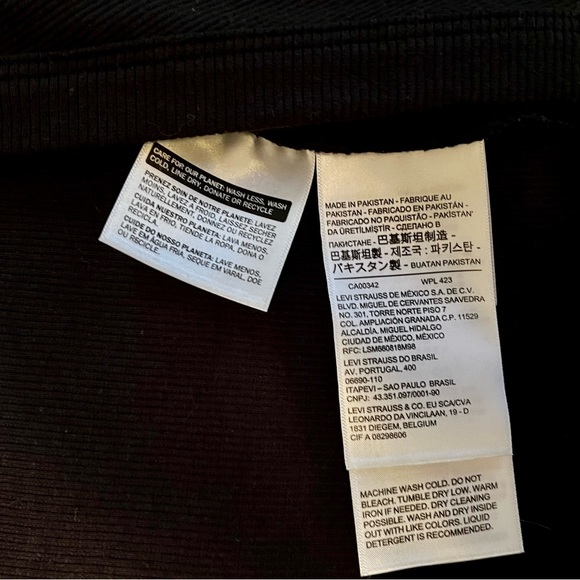 CARE FOR OUR PLANET: WASH LESS, WASH
COLD, LINE DRY, DONATE OR RECYCLE
PRENEZ SOIN DE NOTRE PLANETE: LAVEZ
MOINS, LAVEZ A FROID, LAISSEZ SÉCHER
NATURELLEMENT, DONNEZ OU RECYCLEZ
CUIDA NUESTRO PLANETA: LAVA MENOS,
LAVA EN FRIO, TIENDE LA ROPA, DONA O
RECICLA.
CUIDE DO NOSSO PLANETA: LAVE MENOS,
LAVE EM ÁGUA FRIA, SEQUE EM VARAL, DOE
OU RECICLE.
MADE IN PAKISTAN - FABRIQUE AU
PAKISTAN - FABRICADO EN PAKISTÁN -
FABRICADO NO PAQUISTÃO - PAKİSTAN'
DA ÜRETİLMİŞTİR - СДЕЛАНО В
ПАКИСТАНЕ - 巴基斯坦制造 -
巴基斯坦製 - 제조국 : 파키스탄 -
パキスタン製 - BUATAN PAKISTAN
CA00342 WPL 423
LEVI STRAUSS DE MÉXICO S.A. DE C.V.
BLVD. MIGUEL DE CERVANTES SAAVEDRA
NO. 301, TORRE NORTE PISO 7
COL. AMPLIACIÓN GRANADA C.P. 11529
ALCALDÍA. MIGUEL HIDALGO
CIUDAD DE MÉXICO, MÉXICO
RFC: LSM660818M98
LEVI STRAUSS DO BRASIL
AV. PORTUGAL, 400
06690-110
ITAPEVI - SAO PAULO BRASIL
CNPJ: 43.351.097/0001-90
LEVI STRAUSS & CO. EU SCA/CVA
LEONARDO DA VINCILAAN, 19 - D
1831 DIEGEM, BELGIUM
CIF A 08298606
MACHINE WASH COLD. DO NOT
BLEACH. TUMBLE DRY LOW. WARM
IRON IF NEEDED. DRY CLEANING
POSSIBLE. WASH AND DRY INSIDE
OUT WITH LIKE COLORS. LIQUID
DETERGENT IS RECOMMENDED.